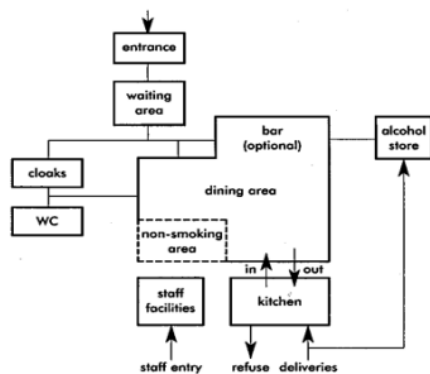 entrance
waiting
area
bar
(optional)
alcohol
store
cloaks
dining area
WC
non-smoking
area
in
out
staff
facilities
kitchen
staff entry
refuse
deliveries